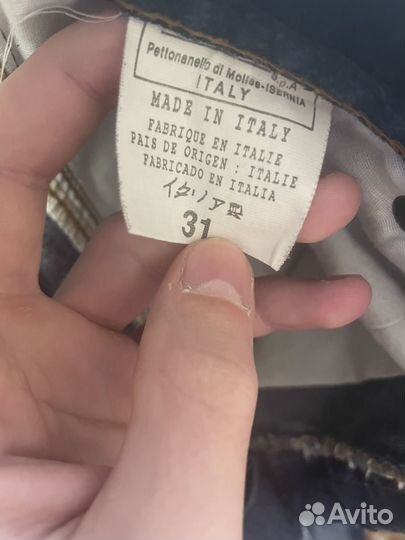 S.p.A
Pettoranello di Molise-ISERNIA
ITALY
MADE IN ITALY
FABRIQUE EN ITALIE
PAIS DE ORIGEN : ITALIE
FABRICADO EN ITALIA
イタリア製
31
Avito